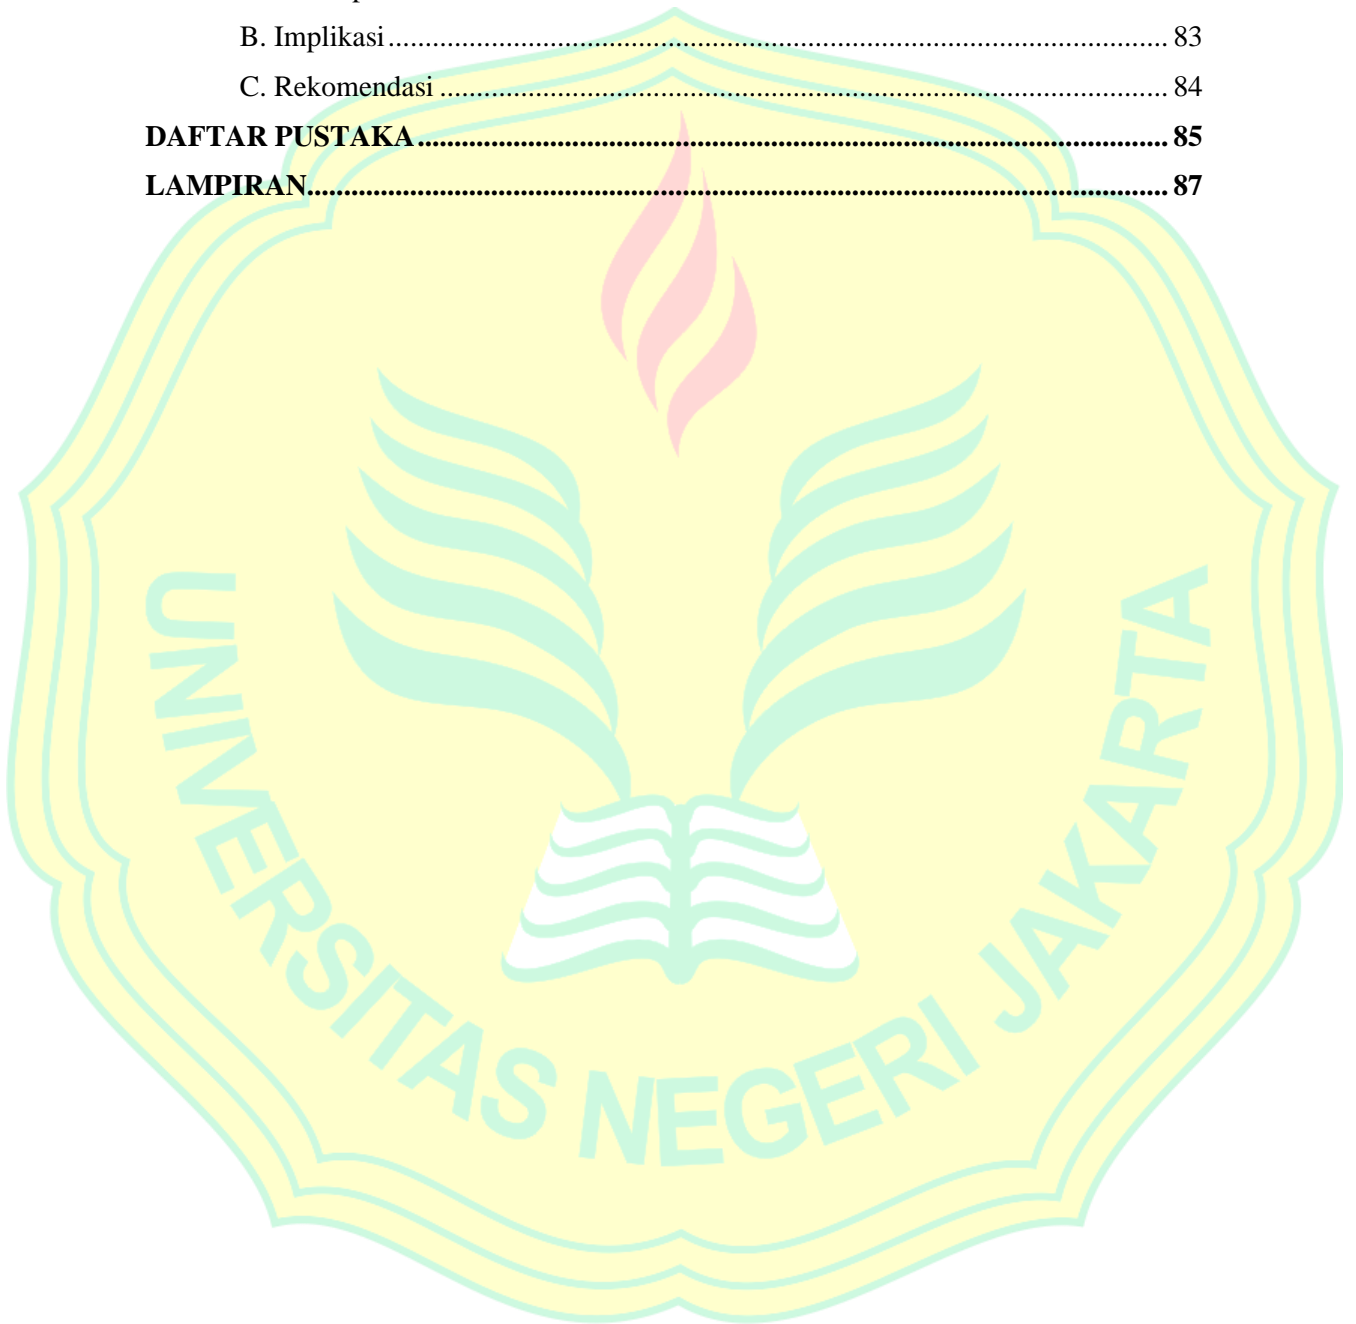 B. Implikasi........................................................................................................ 83
C. Rekomendasi ................................................................................................. 84
DAFTAR PUSTAKA.................................................................................................... 85
LAMPIRAN................................................................................................................... 87
UNIVERSITAS NEGERI JAKARTA